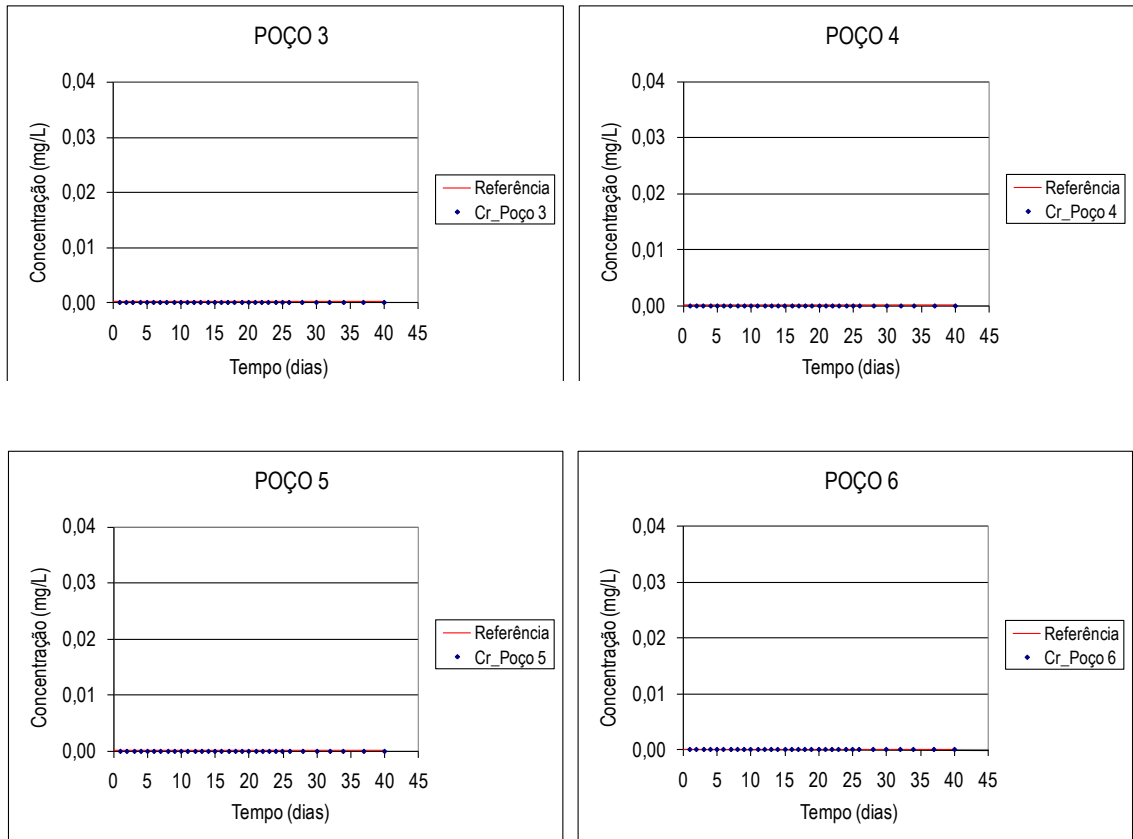 POÇO 3
0,04
0,03
0,02
0,01
0,00
0 5 10 15 20 25 30 35 40 45
Concentração (mg/L)
Tempo (dias)
Referência
Cr_Poço 3
POÇO 4
0,04
0,03
0,02
0,01
0,00
0 5 10 15 20 25 30 35 40 45
Concentração (mg/L)
Tempo (dias)
Referência
Cr_Poço 4
POÇO 5
0,04
0,03
0,02
0,01
0,00
0 5 10 15 20 25 30 35 40 45
Concentração (mg/L)
Tempo (dias)
Referência
Cr_Poço 5
POÇO 6
0,04
0,03
0,02
0,01
0,00
0 5 10 15 20 25 30 35 40 45
Concentração (mg/L)
Tempo (dias)
Referência
Cr_Poço 6